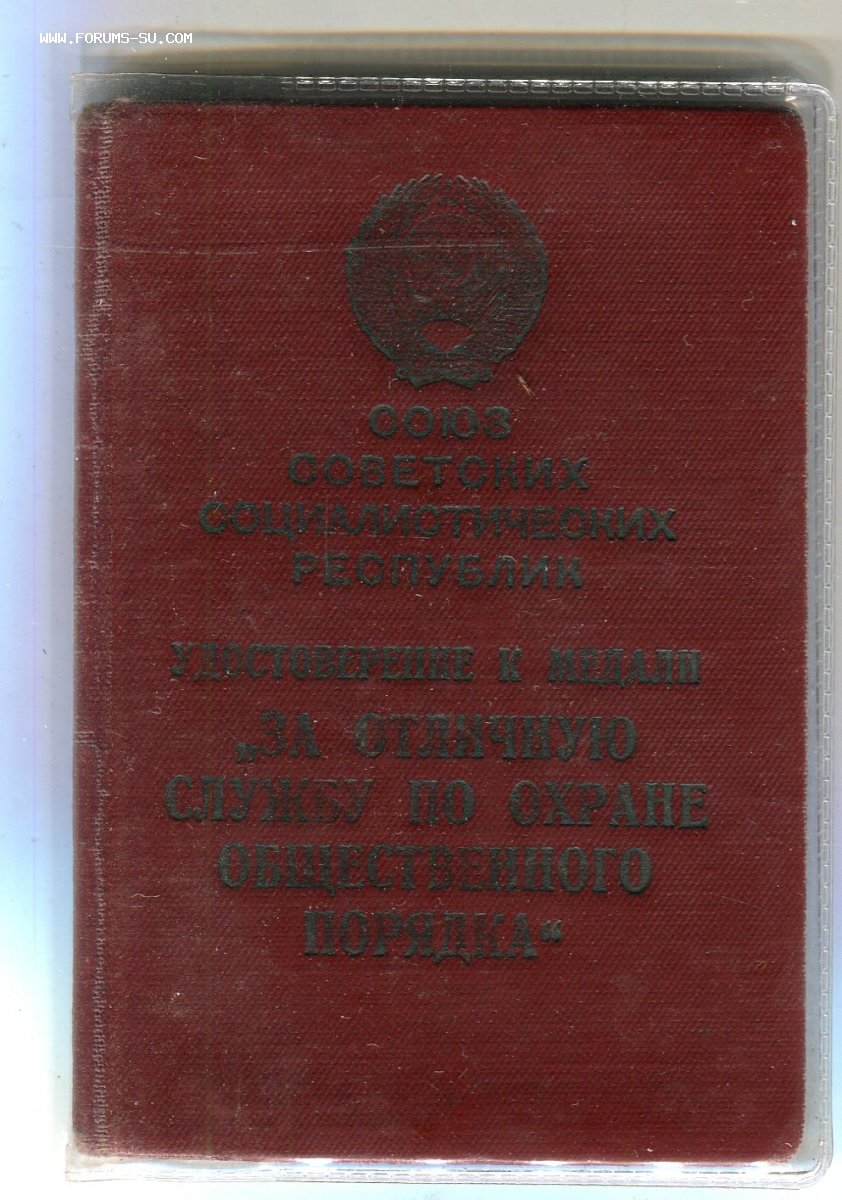 WWW.FORUMS-SU.COM
СОЮЗ
СОВЕТСКИХ
СОЦИАЛИСТИЧЕСКИХ
РЕСПУБЛИК
УДОСТОВЕРЕНИЕ К МЕДАЛИ
„ЗА ОТЛИЧНУЮ
СЛУЖБУ ПО ОХРАНЕ
ОБЩЕСТВЕННОГО
ПОРЯДКА“